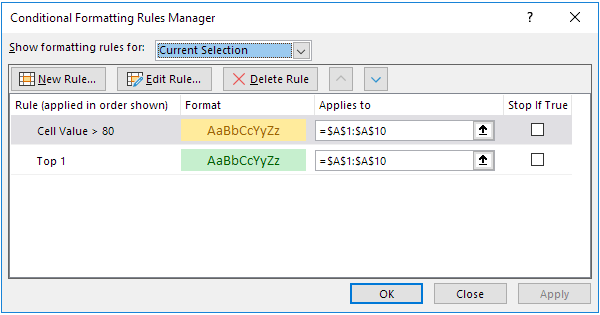 Conditional Formatting Rules Manager
Show formatting rules for: Current Selection
New Rule... Edit Rule... Delete Rule
Rule (applied in order shown) Format Applies to Stop If True
Cell Value > 80 AaBbCcYyZz =$A$1:$A$10
Top 1 AaBbCcYyZz =$A$1:$A$10
OK Close Apply